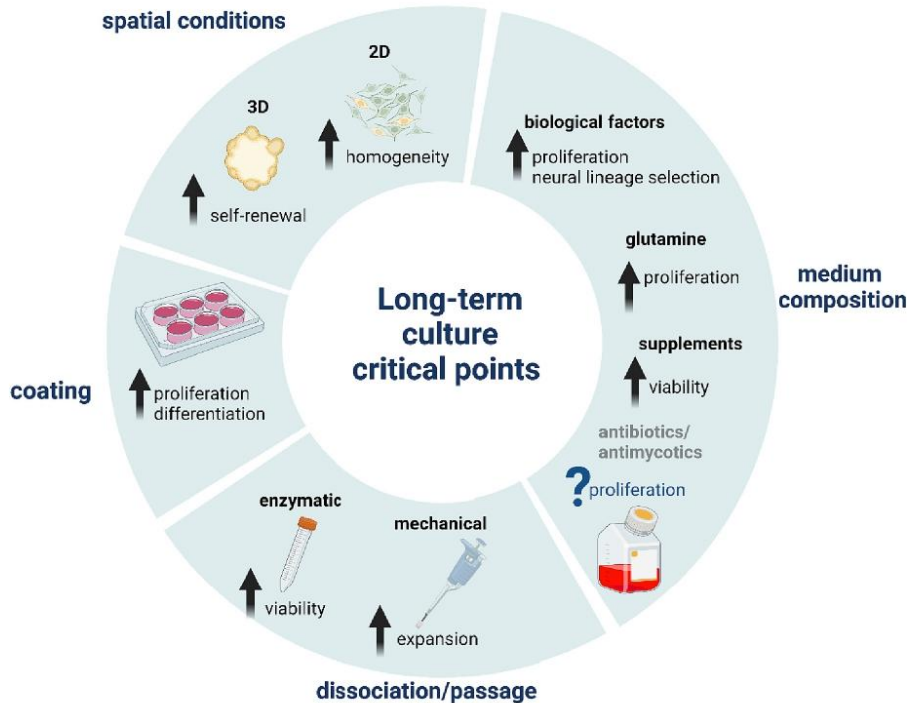 spatial conditions
2D
3D
homogeneity
self-renewal
biological factors
proliferation
neural lineage selection
glutamine
proliferation
medium
composition
supplements
viability
antibiotics/
antimycotics
? proliferation
Long-term
culture
critical points
coating
proliferation
differentiation
enzymatic
mechanical
viability
expansion
dissociation/passage